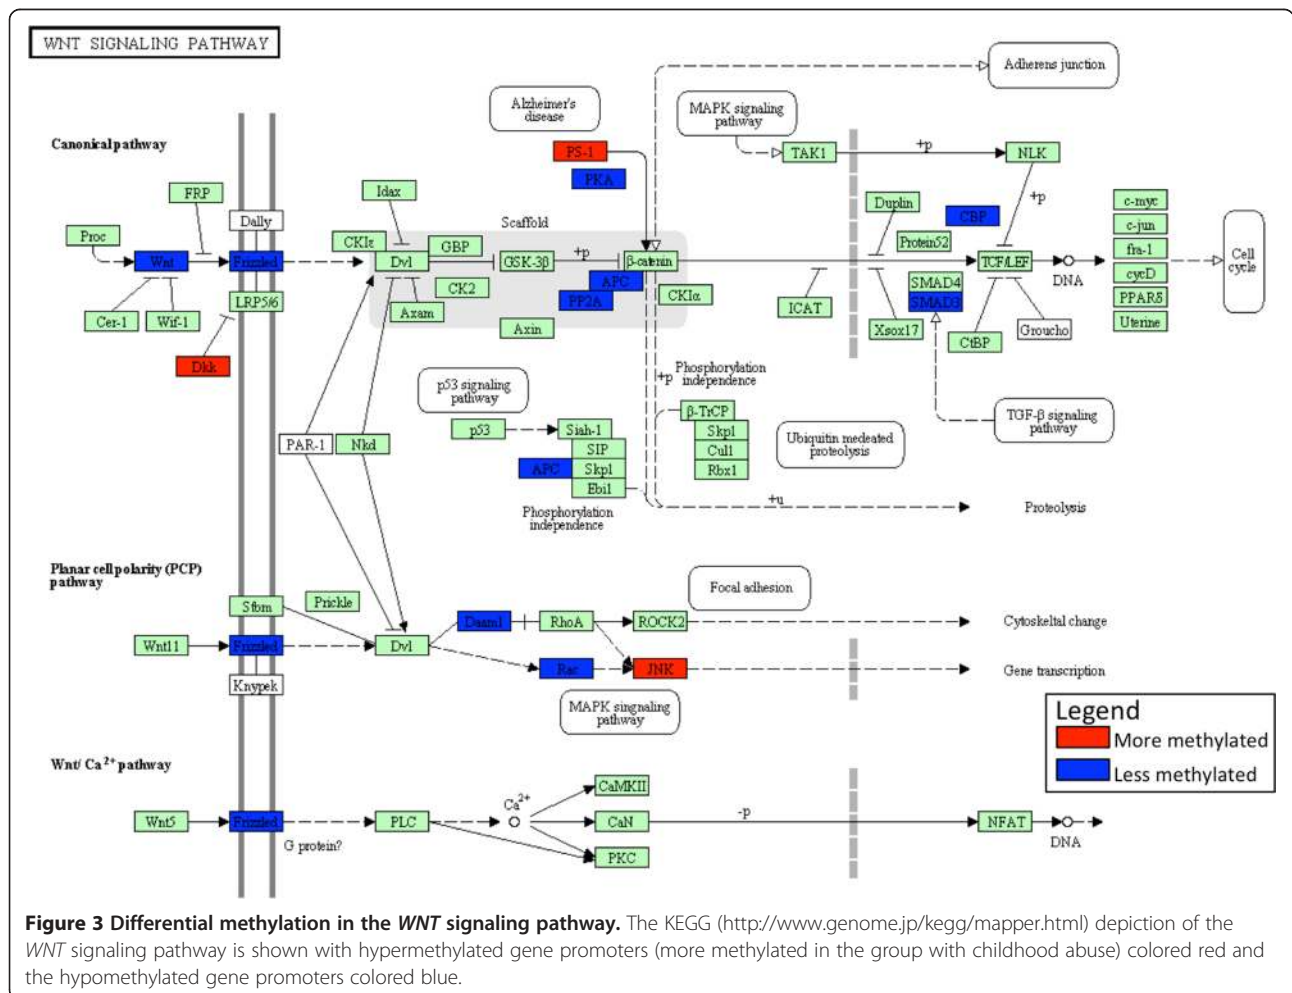 WNT SIGNALING PATHWAY
Canonical pathway
Alzheimer's
disease
Adherens junction
MAPK signaling
pathway
PS-1
PKA
TAK1
+p
NLK
FRP
Idax
Dally
Scaffold
Duplin
CBP
+p
c-myc
Proc
CKIε
GBP
Protein52
c-jun
Wnt
Frizzled
Dvl
GSK-3β
+p
β-catenin
TCF/LEF
DNA
fra-1
Cell
cycle
CK2
APC
SMAD4
cycD
LRP5/6
PP2A
CKIα
SMAD3
PPARδ
Cer-1
Wif-1
Axam
Axin
ICAT
Xsox17
CtBP
Groucho
Uterine
Dkk
p53 signaling
pathway
+p
Phosphorylation
independence
TGF-β signaling
pathway
PAR-1
Nkd
p53
Siah-1
SIP
APC
Skp1
Ebi1
β-TrCP
Skp1
Cul1
Rbx1
Ubiquitin medeated
proteolysis
Phosphorylation
independence
+u
Proteolysis
Planar cell polarity (PCP)
pathway
Focal adhesion
Stbm
Prickle
Daam1
RhoA
ROCK2
Cytoskeltal change
Wnt11
Frizzled
Dvl
Rac
JNK
Gene transcription
Knypek
MAPK singnaling
pathway
Legend
More methylated
Less methylated
Wnt/ Ca2+ pathway
CaMKII
Ca2+
Wnt5
Frizzled
PLC
CaN
-p
NFAT
DNA
G protein?
PKC
Figure 3 Differential methylation in the WNT signaling pathway. The KEGG (http://www.genome.jp/kegg/mapper.html) depiction of the
WNT signaling pathway is shown with hypermethylated gene promoters (more methylated in the group with childhood abuse) colored red and
the hypomethylated gene promoters colored blue.